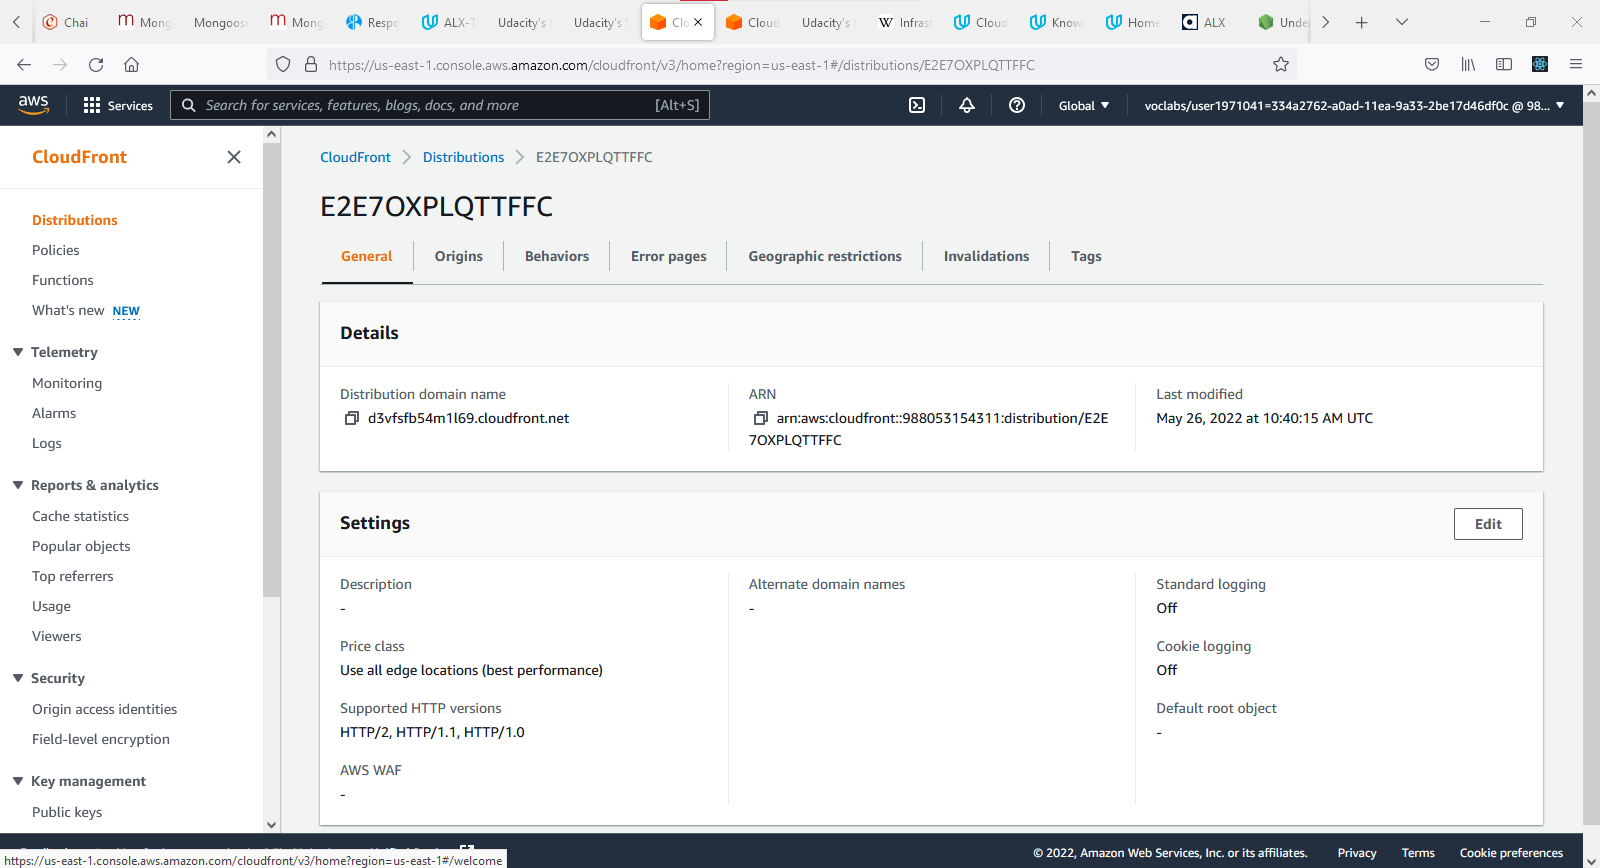 Chai
Mong
Mongoose
Mong
Respo
ALX-T
Udacity's S
Udacity's S
Clo
Cloud
Udacity's S
Infrast
Cloud
Knowl
Home
ALX
Unde
https://us-east-1.console.aws.amazon.com/cloudfront/v3/home?region=us-east-1#/distributions/E2E7OXPLQTTFFC
aws
Services
Search for services, features, blogs, docs, and more [Alt+S]
Global
voclabs/user1971041=334a2762-a0ad-11ea-9a33-2be17d46df0c @ 98...
CloudFront
Distributions
Policies
Functions
What's new NEW
Telemetry
Monitoring
Alarms
Logs
Reports & analytics
Cache statistics
Popular objects
Top referrers
Usage
Viewers
Security
Origin access identities
Field-level encryption
Key management
Public keys
CloudFront
Distributions
E2E7OXPLQTTFFC
E2E7OXPLQTTFFC
General
Origins
Behaviors
Error pages
Geographic restrictions
Invalidations
Tags
Details
Distribution domain name
d3vfsfb54m1l69.cloudfront.net
ARN
arn:aws:cloudfront::988053154311:distribution/E2E
7OXPLQTTFFC
Last modified
May 26, 2022 at 10:40:15 AM UTC
Settings
Edit
Description
-
Price class
Use all edge locations (best performance)
Supported HTTP versions
HTTP/2, HTTP/1.1, HTTP/1.0
AWS WAF
-
Alternate domain names
-
Standard logging
Off
Cookie logging
Off
Default root object
-
© 2022, Amazon Web Services, Inc. or its affiliates.
Privacy
Terms
Cookie preferences
https://us-east-1.console.aws.amazon.com/cloudfront/v3/home?region=us-east-1#/welcome